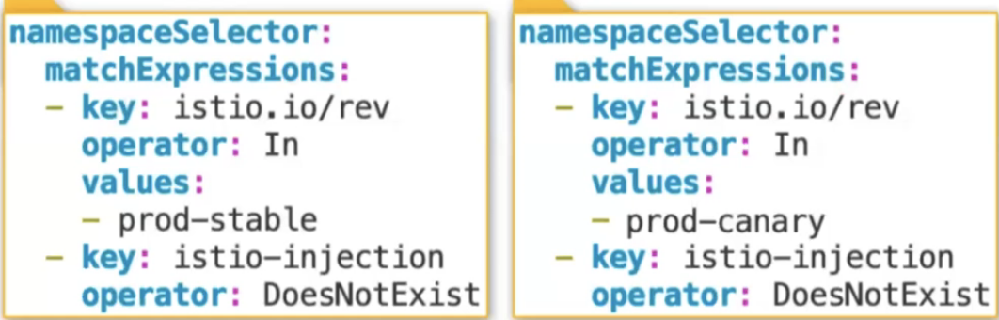 namespaceSelector:
  matchExpressions:
  - key: istio.io/rev
    operator: In
    values:
    - prod-stable
  - key: istio-injection
    operator: DoesNotExist
namespaceSelector:
  matchExpressions:
  - key: istio.io/rev
    operator: In
    values:
    - prod-canary
  - key: istio-injection
    operator: DoesNotExist